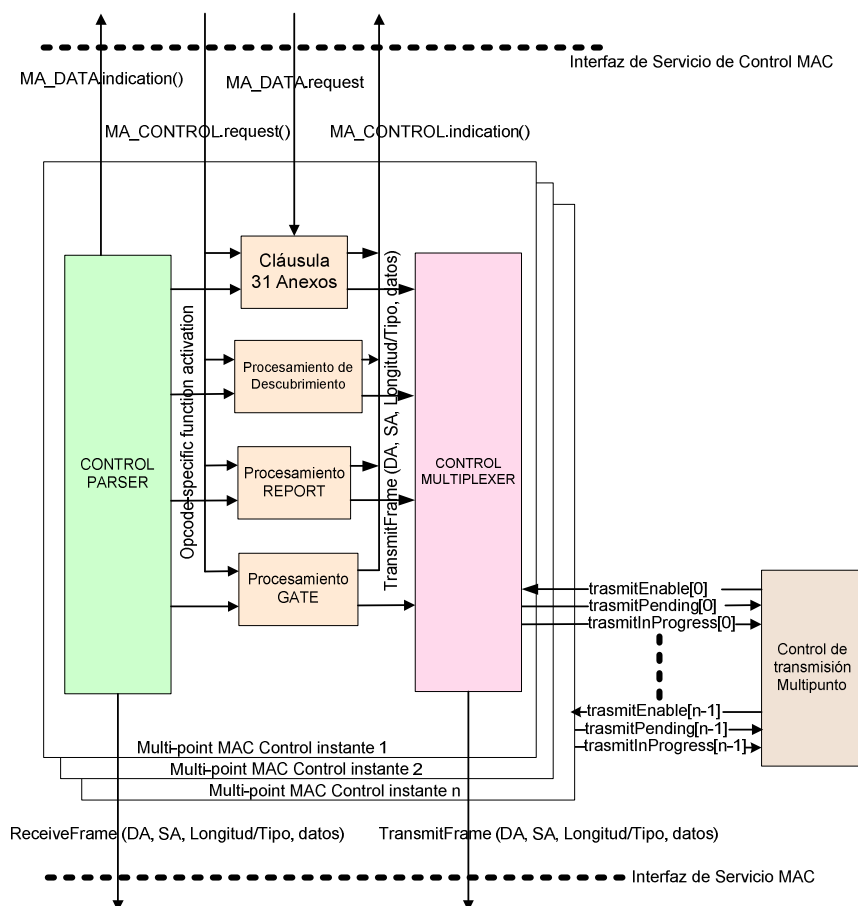 Interfaz de Servicio de Control MAC
MA_DATA.indication()
MA_DATA.request
MA_CONTROL.request()
MA_CONTROL.indication()
Cláusula
31 Anexos
Procesamiento de
Descubrimiento
Procesamiento
REPORT
Procesamiento
GATE
CONTROL
PARSER
Opcode-specific function activation
TransmitFrame (DA, SA, Longitud/Tipo, datos)
CONTROL
MULTIPLEXER
trasmitEnable[0]
trasmitPending[0]
trasmitInProgress[0]
Control de
transmisión
Multipunto
trasmitEnable[n-1]
trasmitPending[n-1]
trasmitInProgress[n-1]
Multi-point MAC Control instante 1
Multi-point MAC Control instante 2
Multi-point MAC Control instante n
ReceiveFrame (DA, SA, Longitud/Tipo, datos)
TransmitFrame (DA, SA, Longitud/Tipo, datos)
Interfaz de Servicio MAC